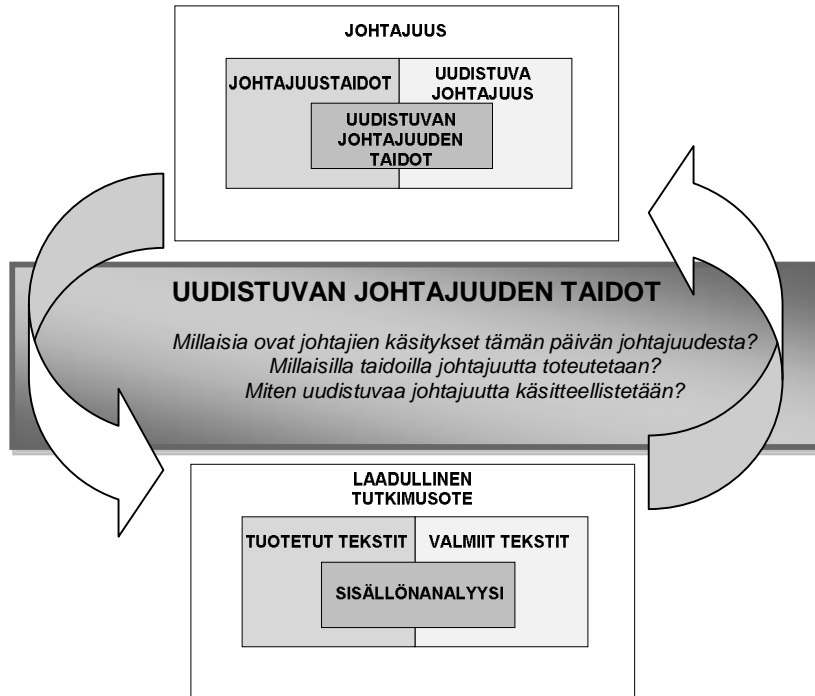 JOHTAJUUS
JOHTAJUUSTAIDOT
UUDISTUVA
JOHTAJUUS
UUDISTUVAN
JOHTAJUUDEN
TAIDOT
UUDISTUVAN JOHTAJUUDEN TAIDOT
Millaisia ovat johtajien käsitykset tämän päivän johtajuudesta?
Millaisilla taidoilla johtajuutta toteutetaan?
Miten uudistuvaa johtajuutta käsitteellistetään?
LAADULLINEN
TUTKIMUSOTE
TUOTETUT TEKSTIT
VALMIIT TEKSTIT
SISÄLLÖNANALYYSI